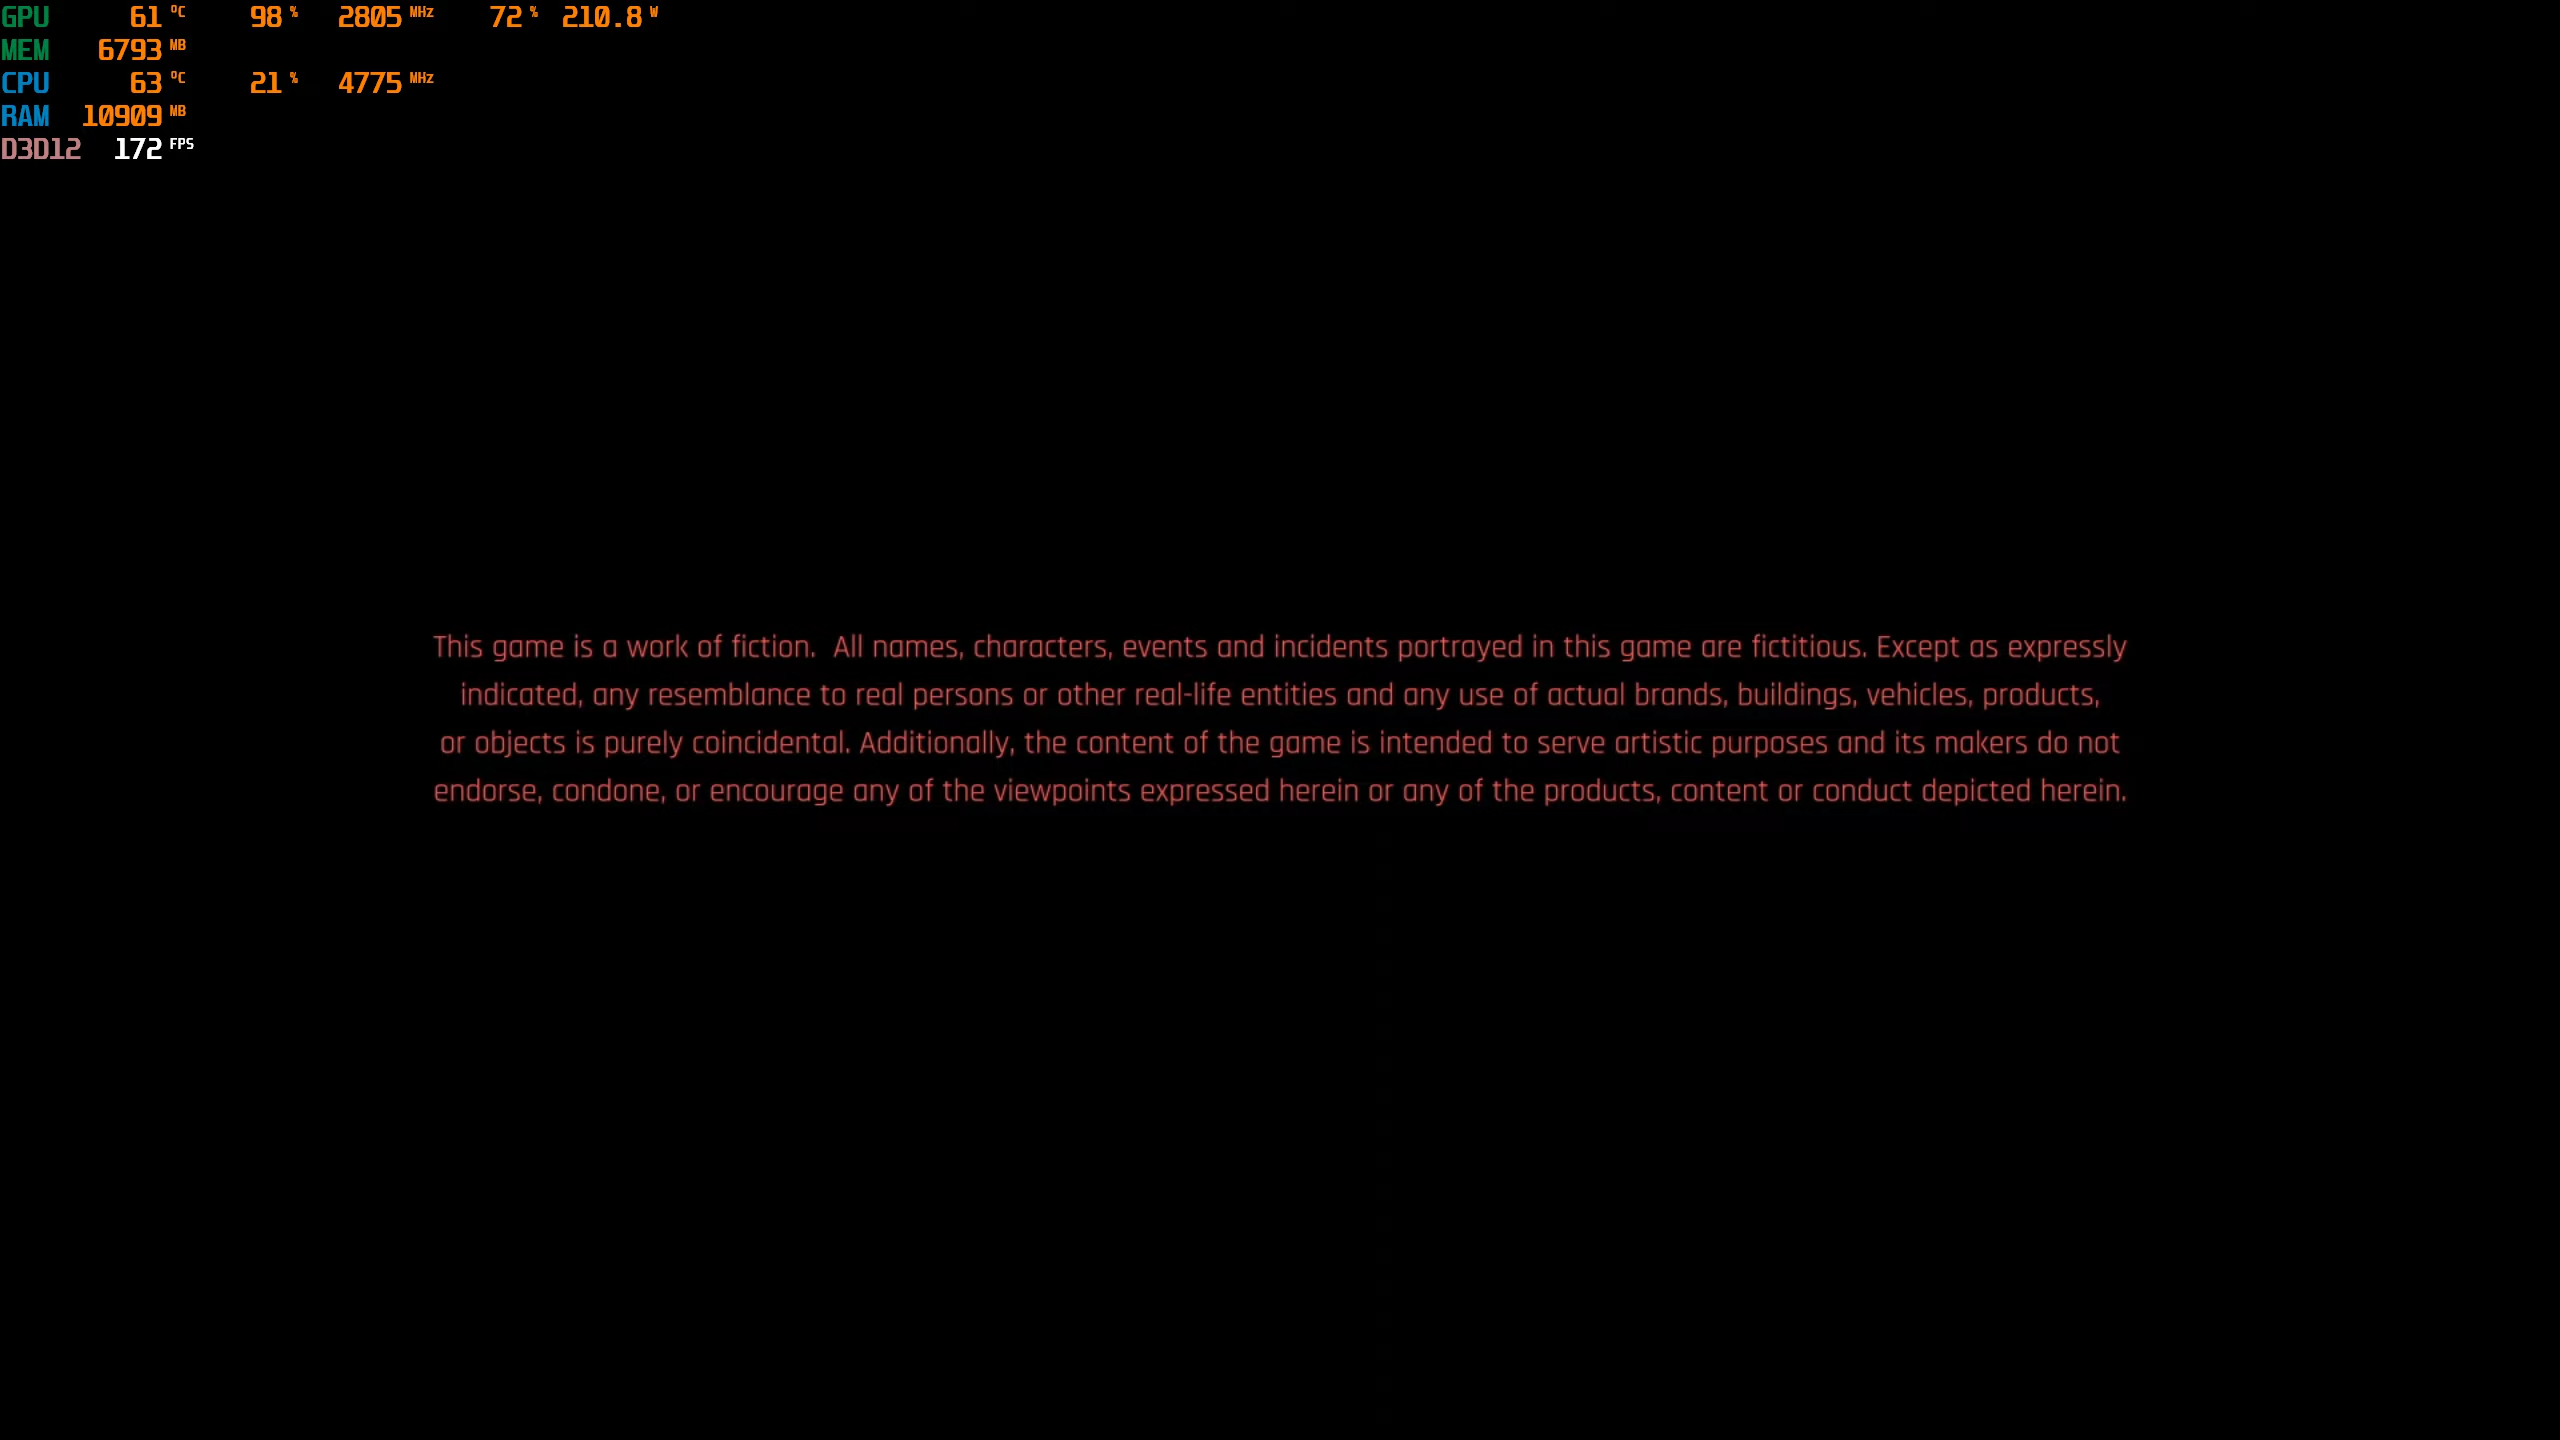 GPU 61 °C 98 % 2805 MHz 72 % 210.8 W
MEM 6793 MB
CPU 63 °C 21 % 4775 MHz
RAM 10909 MB
D3D12 172 FPS
This game is a work of fiction.  All names, characters, events and incidents portrayed in this game are fictitious. Except as expressly
indicated, any resemblance to real persons or other real-life entities and any use of actual brands, buildings, vehicles, products,
or objects is purely coincidental. Additionally, the content of the game is intended to serve artistic purposes and its makers do not
endorse, condone, or encourage any of the viewpoints expressed herein or any of the products, content or conduct depicted herein.